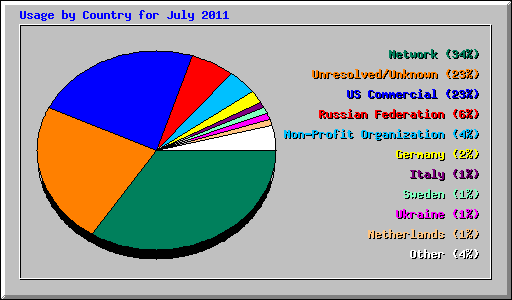 Usage by Country for July 2011
Network (34%)
Unresolved/Unknown (23%)
US Commercial (23%)
Russian Federation (6%)
Non-Profit Organization (4%)
Germany (2%)
Italy (1%)
Sweden (1%)
Ukraine (1%)
Netherlands (1%)
Other (4%)